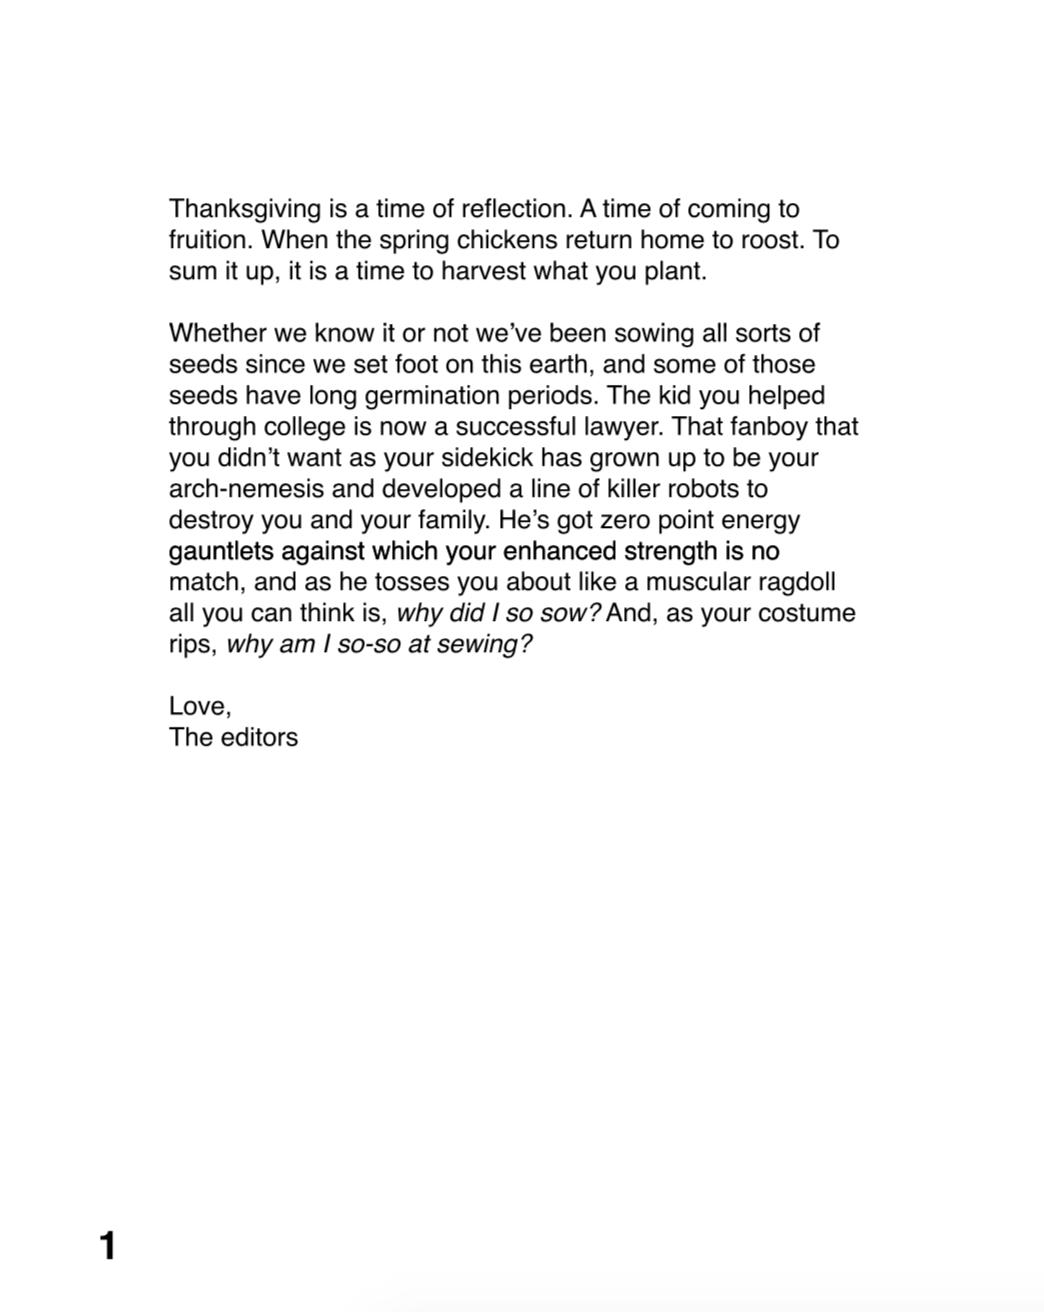 Thanksgiving is a time of reflection. A time of coming to
fruition. When the spring chickens return home to roost. To
sum it up, it is a time to harvest what you plant.
Whether we know it or not we’ve been sowing all sorts of
seeds since we set foot on this earth, and some of those
seeds have long germination periods. The kid you helped
through college is now a successful lawyer. That fanboy that
you didn’t want as your sidekick has grown up to be your
arch-nemesis and developed a line of killer robots to
destroy you and your family. He’s got zero point energy
gauntlets against which your enhanced strength is no
match, and as he tosses you about like a muscular ragdoll
all you can think is, why did I so sow? And, as your costume
rips, why am I so-so at sewing?
Love,
The editors
1